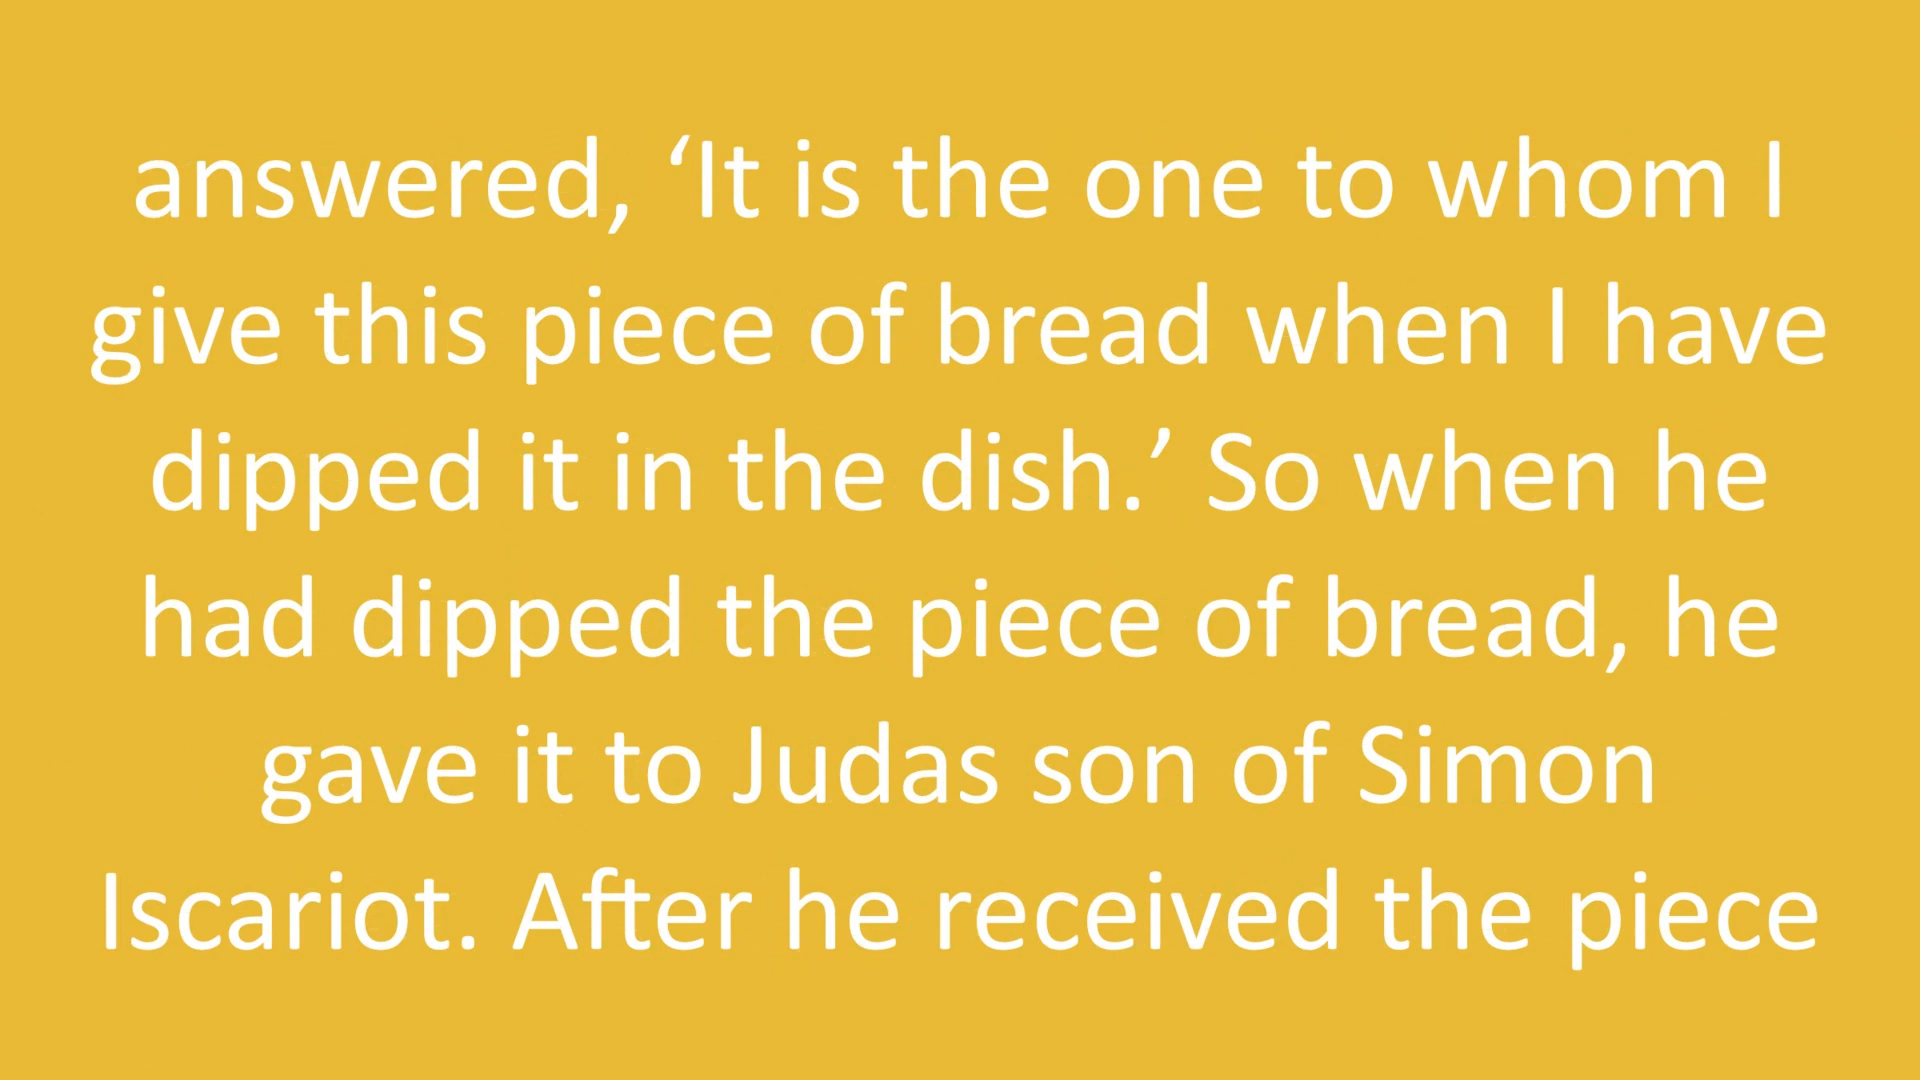 answered, ‘It is the one to whom I
give this piece of bread when I have
dipped it in the dish.’ So when he
had dipped the piece of bread, he
gave it to Judas son of Simon
Iscariot. After he received the piece